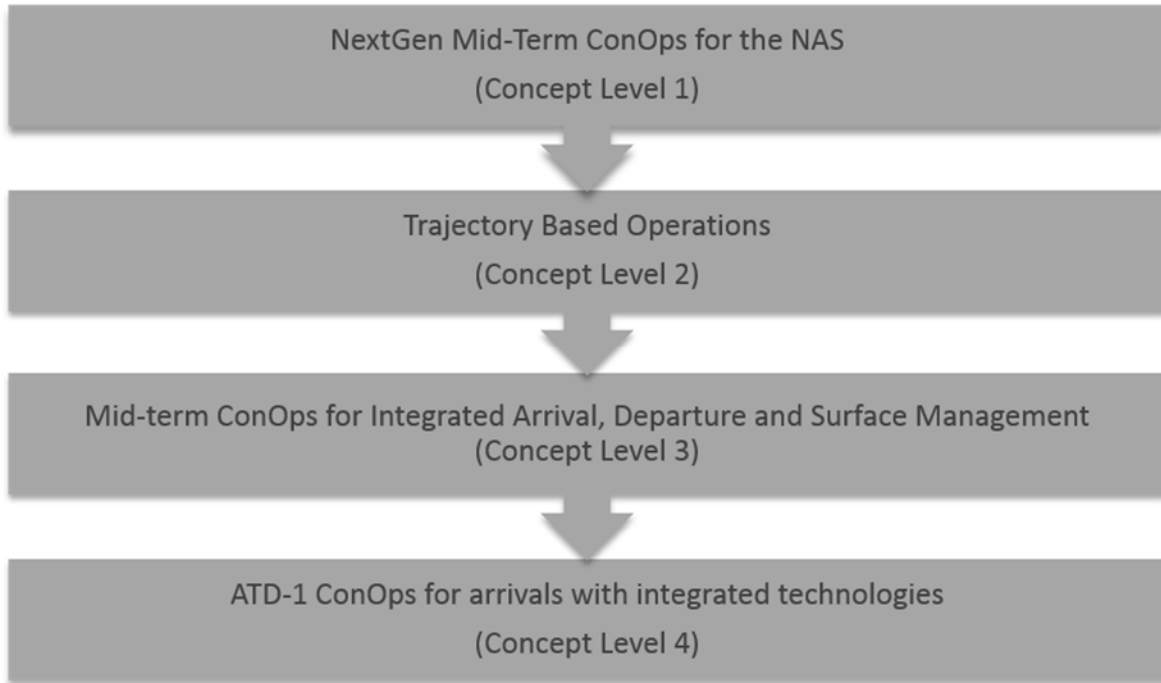 NextGen Mid-Term ConOps for the NAS
(Concept Level 1)
Trajectory Based Operations
(Concept Level 2)
Mid-term ConOps for Integrated Arrival, Departure and Surface Management
(Concept Level 3)
ATD-1 ConOps for arrivals with integrated technologies
(Concept Level 4)